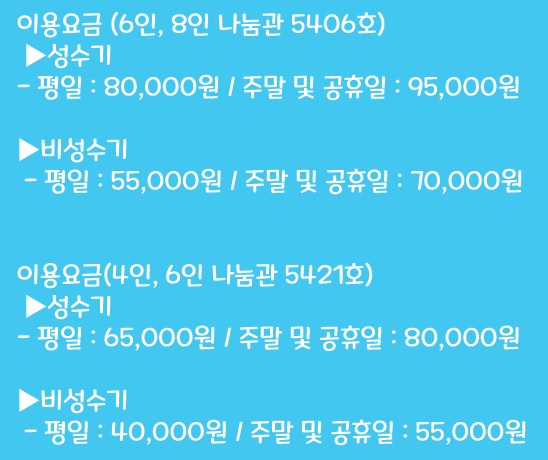 이용요금 (6인, 8인 나눔관 5406호)
▶성수기
- 평일 : 80,000원 / 주말 및 공휴일 : 95,000원
▶비성수기
- 평일 : 55,000원 / 주말 및 공휴일 : 70,000원
이용요금(4인, 6인 나눔관 5421호)
▶성수기
- 평일 : 65,000원 / 주말 및 공휴일 : 80,000원
▶비성수기
- 평일 : 40,000원 / 주말 및 공휴일 : 55,000원